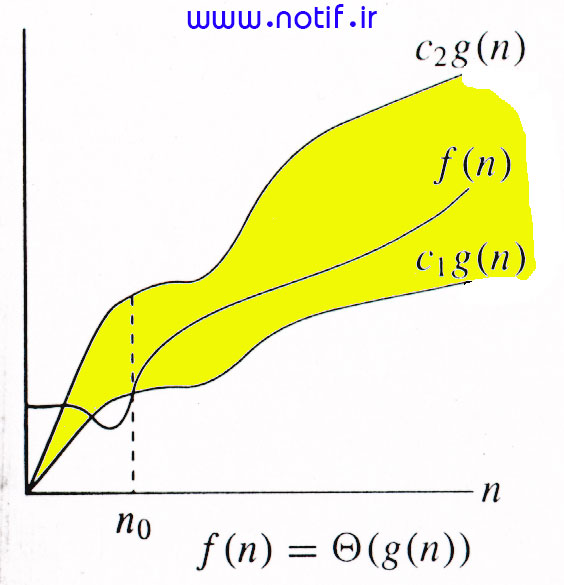 www.notif.ir
c₂g(n)
f(n)
c₁g(n)
n
n₀
f(n) = Θ(g(n))